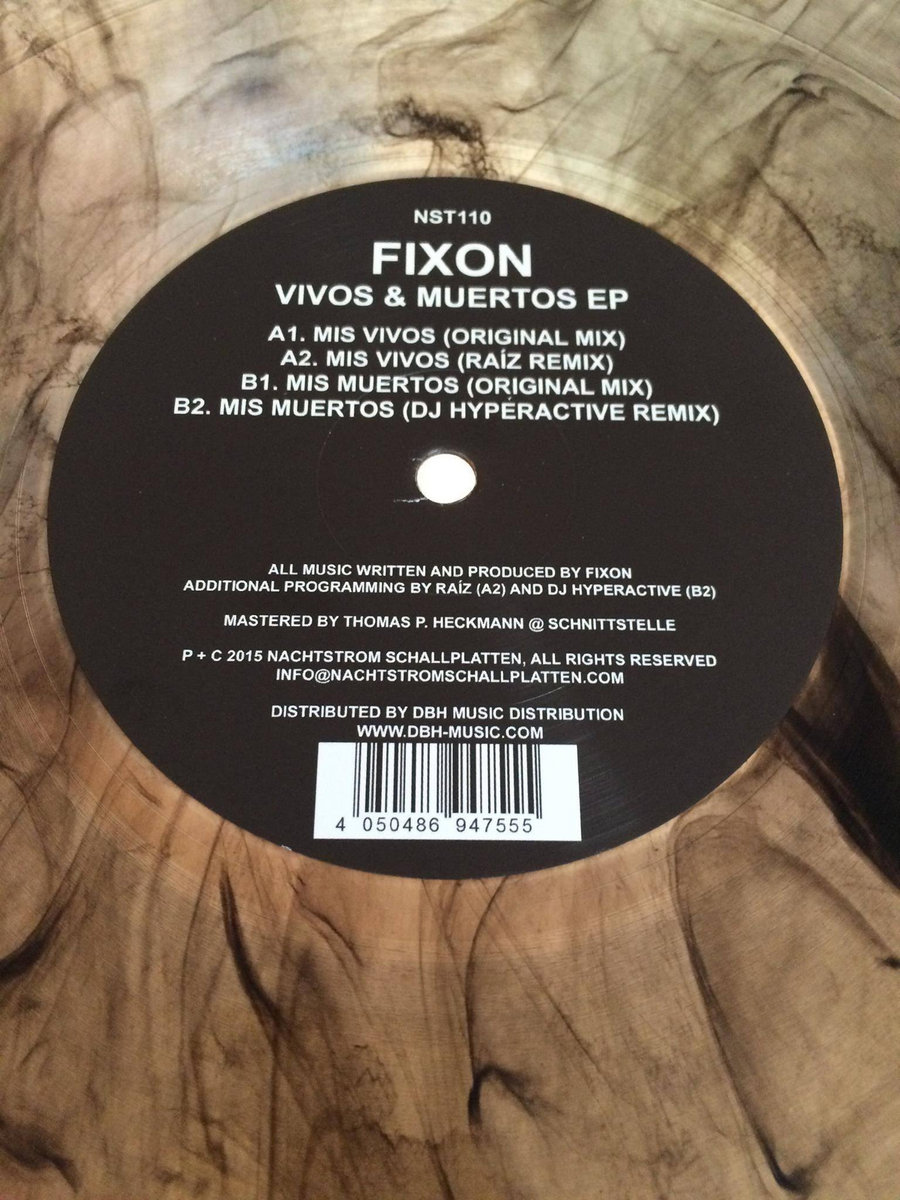 NST110
FIXON
VIVOS & MUERTOS EP
A1. MIS VIVOS (ORIGINAL MIX)
A2. MIS VIVOS (RAÍZ REMIX)
B1. MIS MUERTOS (ORIGINAL MIX)
B2. MIS MUERTOS (DJ HYPERACTIVE REMIX)
ALL MUSIC WRITTEN AND PRODUCED BY FIXON
ADDITIONAL PROGRAMMING BY RAÍZ (A2) AND DJ HYPERACTIVE (B2)
MASTERED BY THOMAS P. HECKMANN @ SCHNITTSTELLE
P + C 2015 NACHTSTROM SCHALLPLATTEN, ALL RIGHTS RESERVED
INFO@NACHTSTROMSCHALLPLATTEN.COM
DISTRIBUTED BY DBH MUSIC DISTRIBUTION
WWW.DBH-MUSIC.COM
4 050486 947555